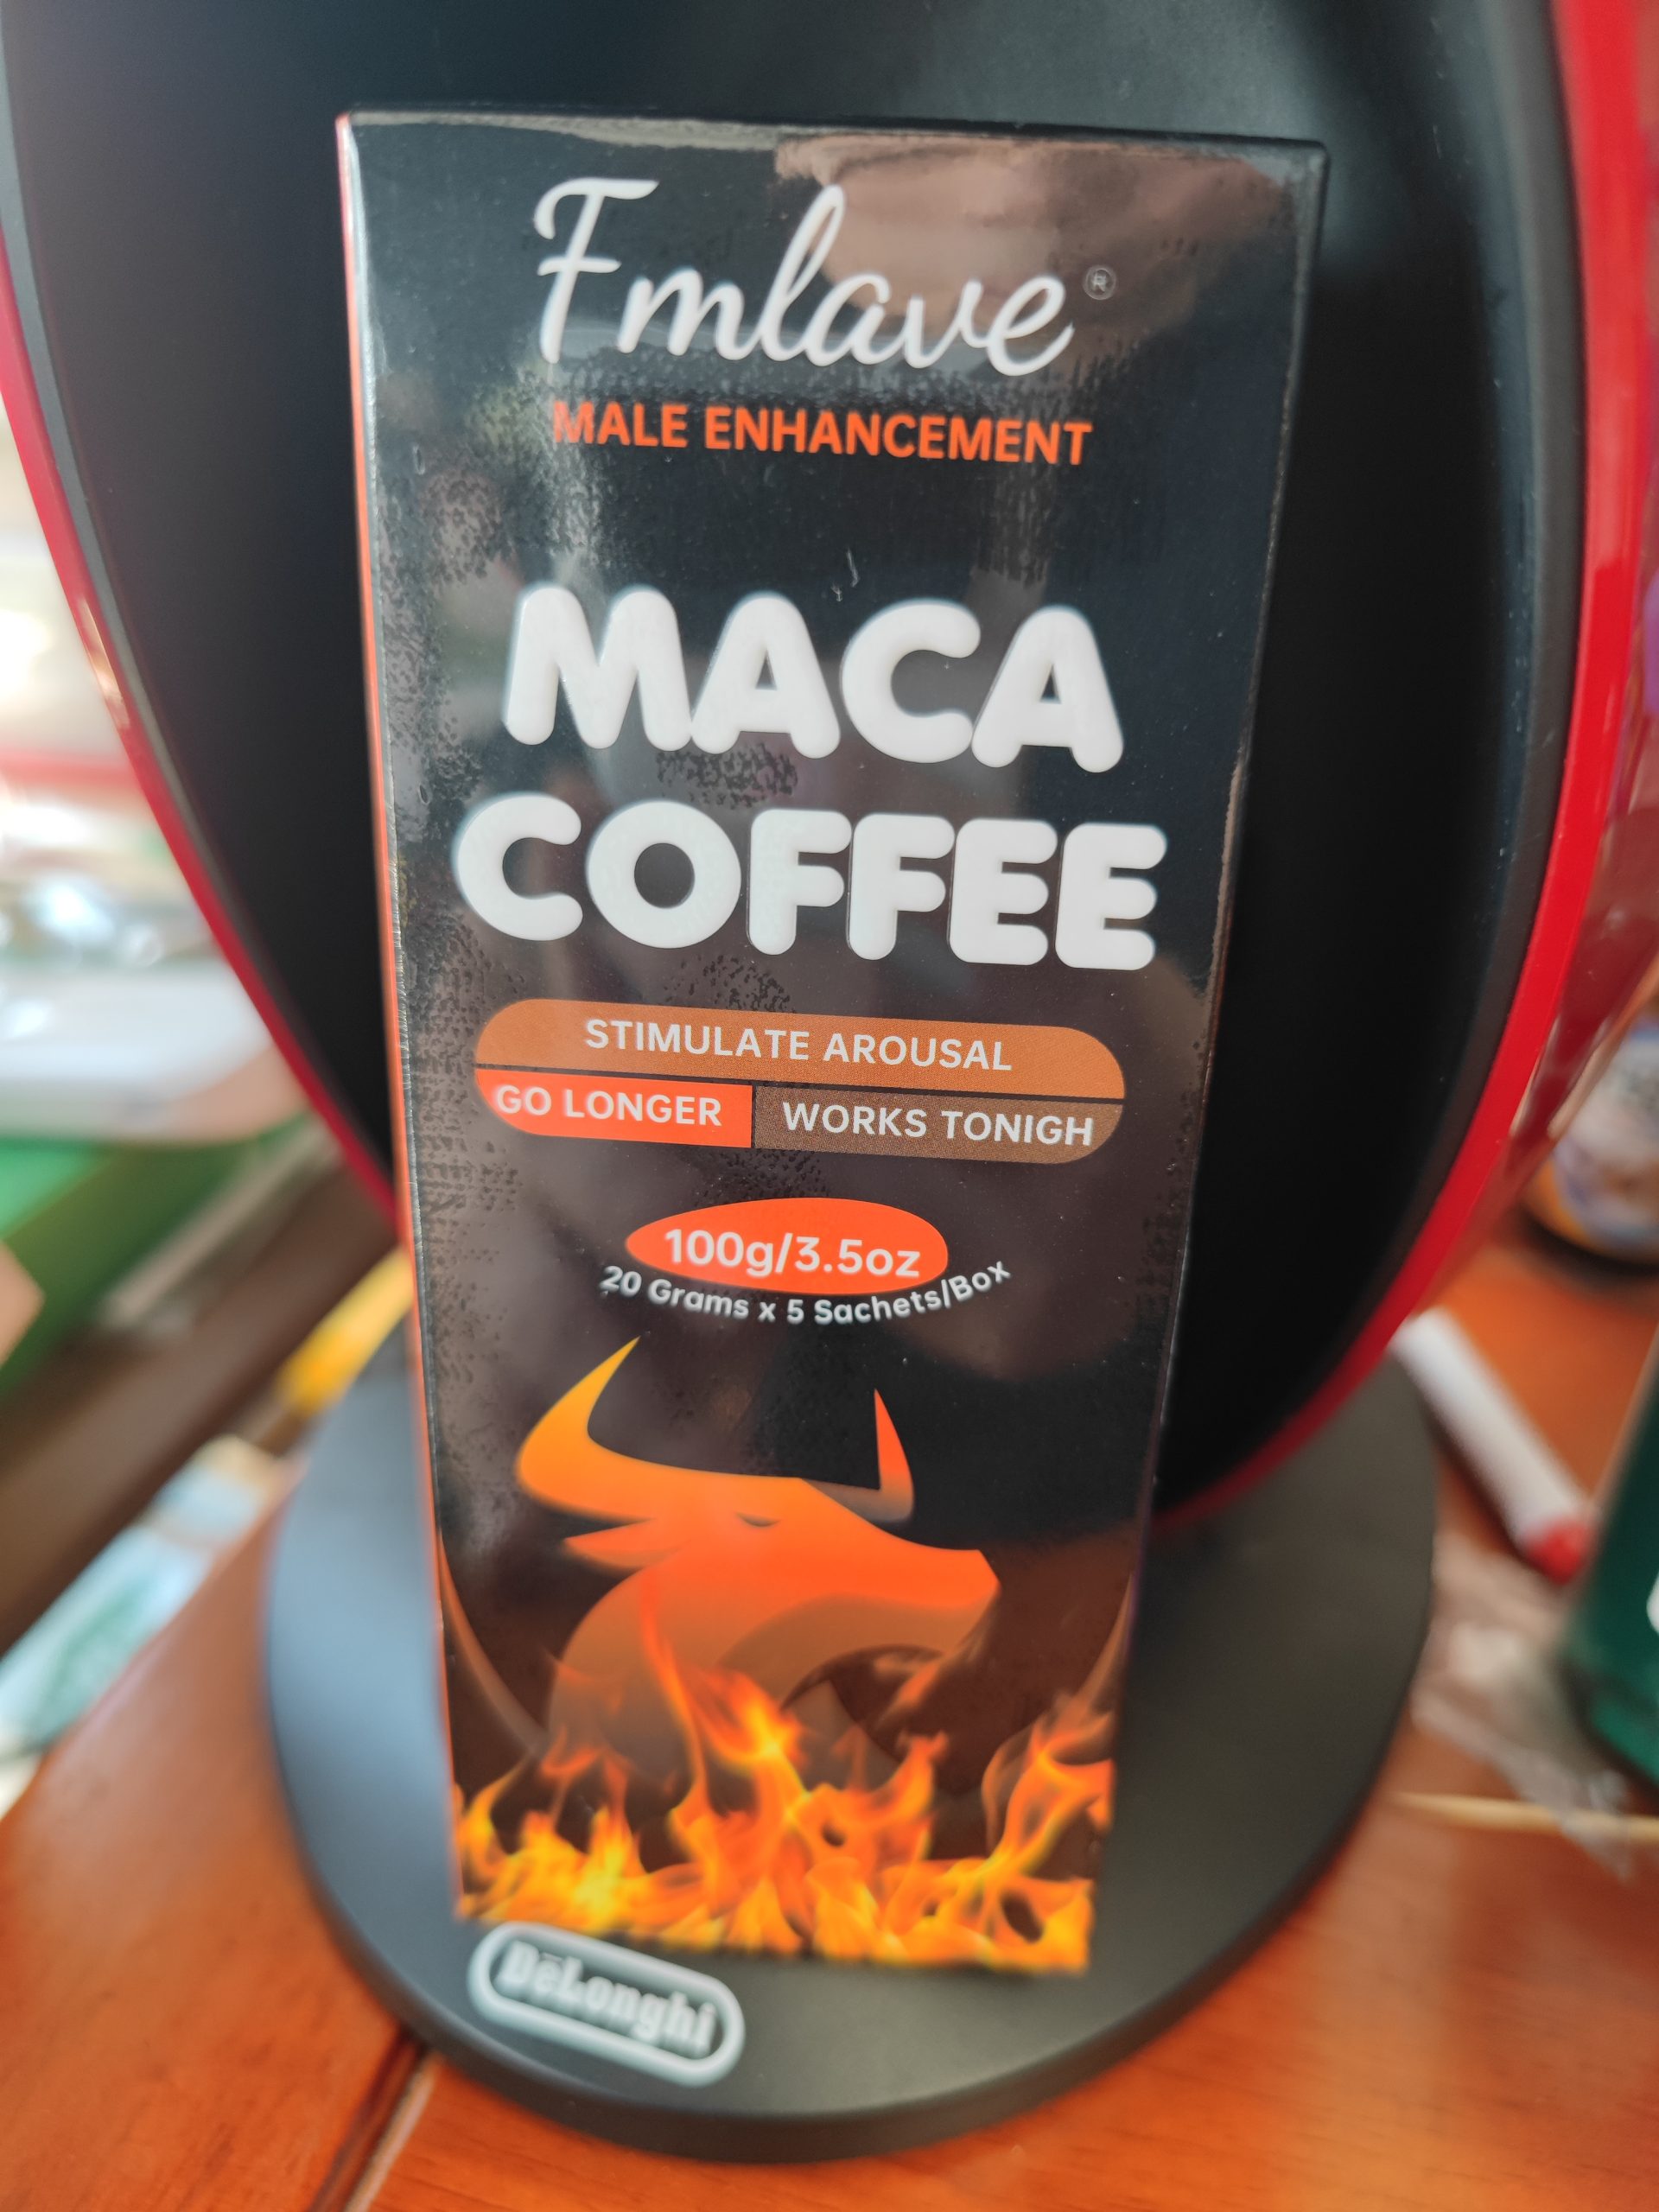 Fmlave®
MALE ENHANCEMENT
MACA
COFFEE
STIMULATE AROUSAL
GO LONGER WORKS TONIGH
100g/3.5oz
20 Grams x 5 Sachets/Box
DēLonghi